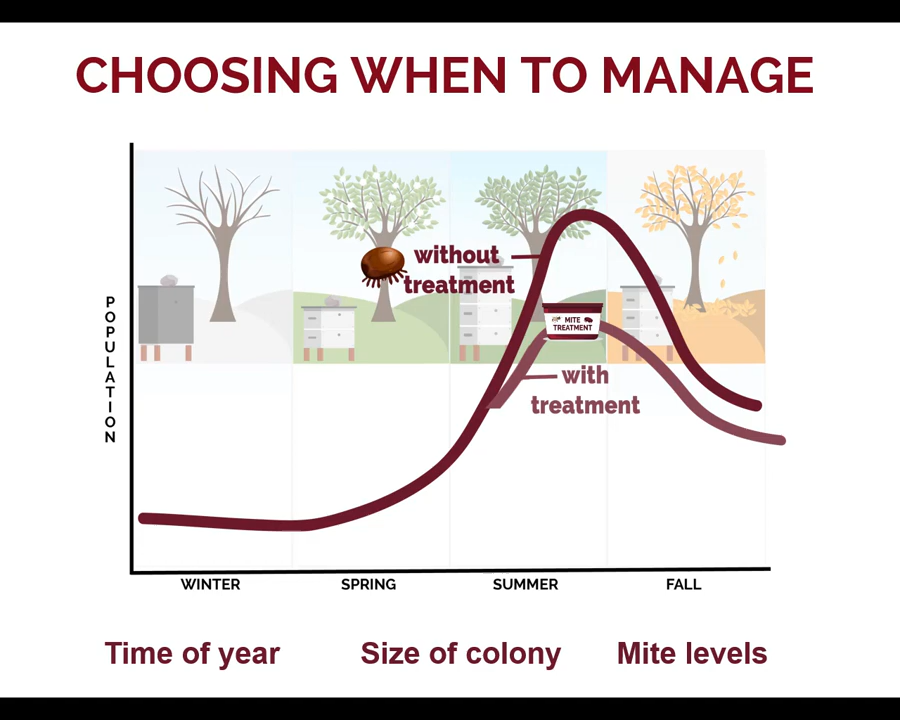 CHOOSING WHEN TO MANAGE
POPULATION
without
treatment
MITE
TREATMENT
with
treatment
WINTER
SPRING
SUMMER
FALL
Time of year
Size of colony
Mite levels